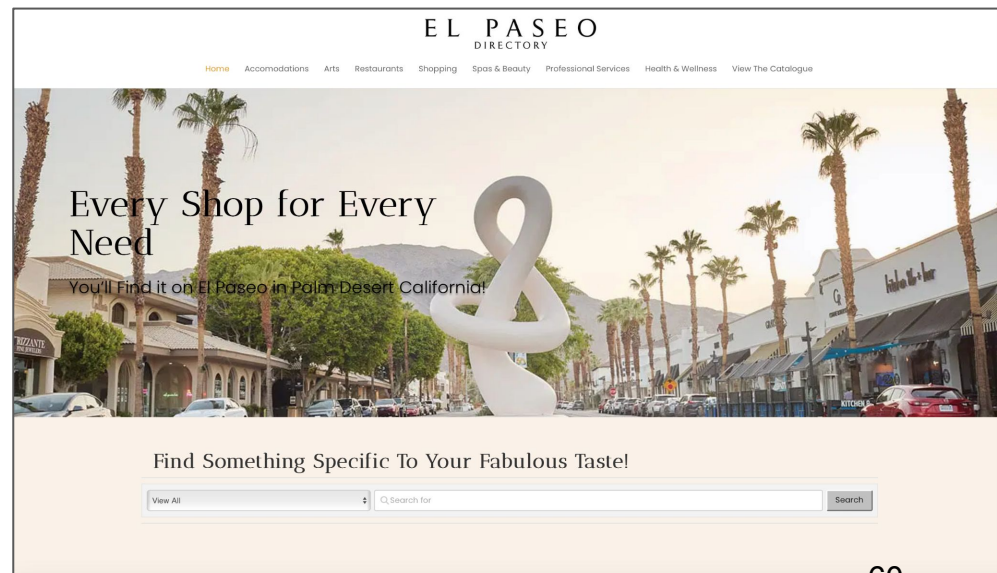 EL PASEO
DIRECTORY
Home Accomodations Arts Restaurants Shopping Spas & Beauty Professional Services Health & Wellness View The Catalogue
Every Shop for Every
Need
You'll Find it on El Paseo in Palm Desert California!
RIZZANTE
KITCHEN
Find Something Specific To Your Fabulous Taste!
View All
Search for
Search